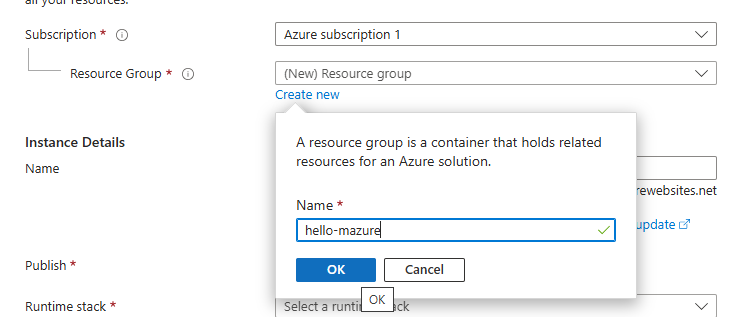 all your resources.
Subscription *
Azure subscription 1
Resource Group *
(New) Resource group
Create new
A resource group is a container that holds related
resources for an Azure solution.
Instance Details
Name
rewebsites.net
Name *
hello-mazure
update
OK
Cancel
Publish *
OK
Runtime stack *
Select a runtime stack